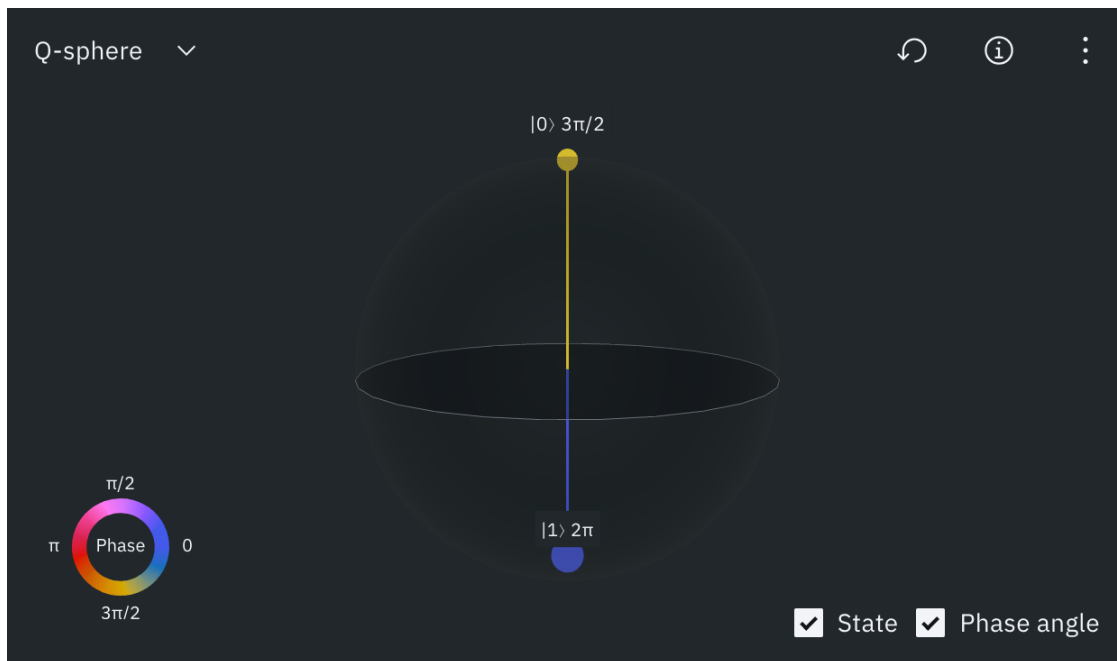 Q-sphere
|0⟩ 3π/2
|1⟩ 2π
π/2
π Phase 0
3π/2
State Phase angle